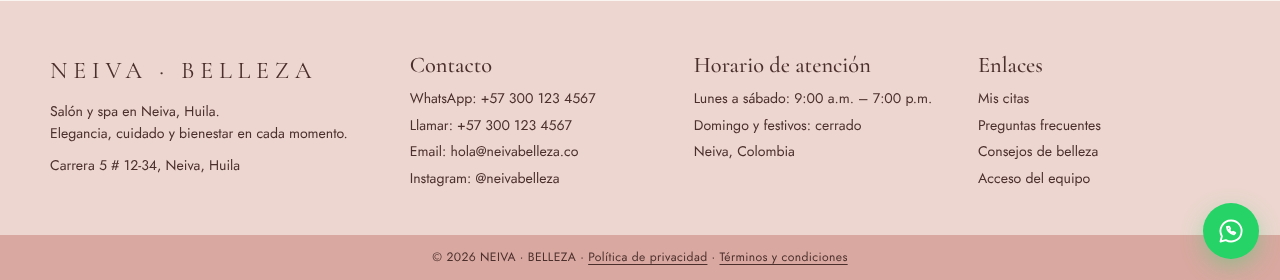 NEIVA · BELLEZA
Salón y spa en Neiva, Huila.
Elegancia, cuidado y bienestar en cada momento.
Carrera 5 # 12-34, Neiva, Huila
Contacto
WhatsApp: +57 300 123 4567
Llamar: +57 300 123 4567
Email: hola@neivabelleza.co
Instagram: @neivabelleza
Horario de atención
Lunes a sábado: 9:00 a.m. – 7:00 p.m.
Domingo y festivos: cerrado
Neiva, Colombia
Enlaces
Mis citas
Preguntas frecuentes
Consejos de belleza
Acceso del equipo
© 2026 NEIVA · BELLEZA · Política de privacidad · Términos y condiciones